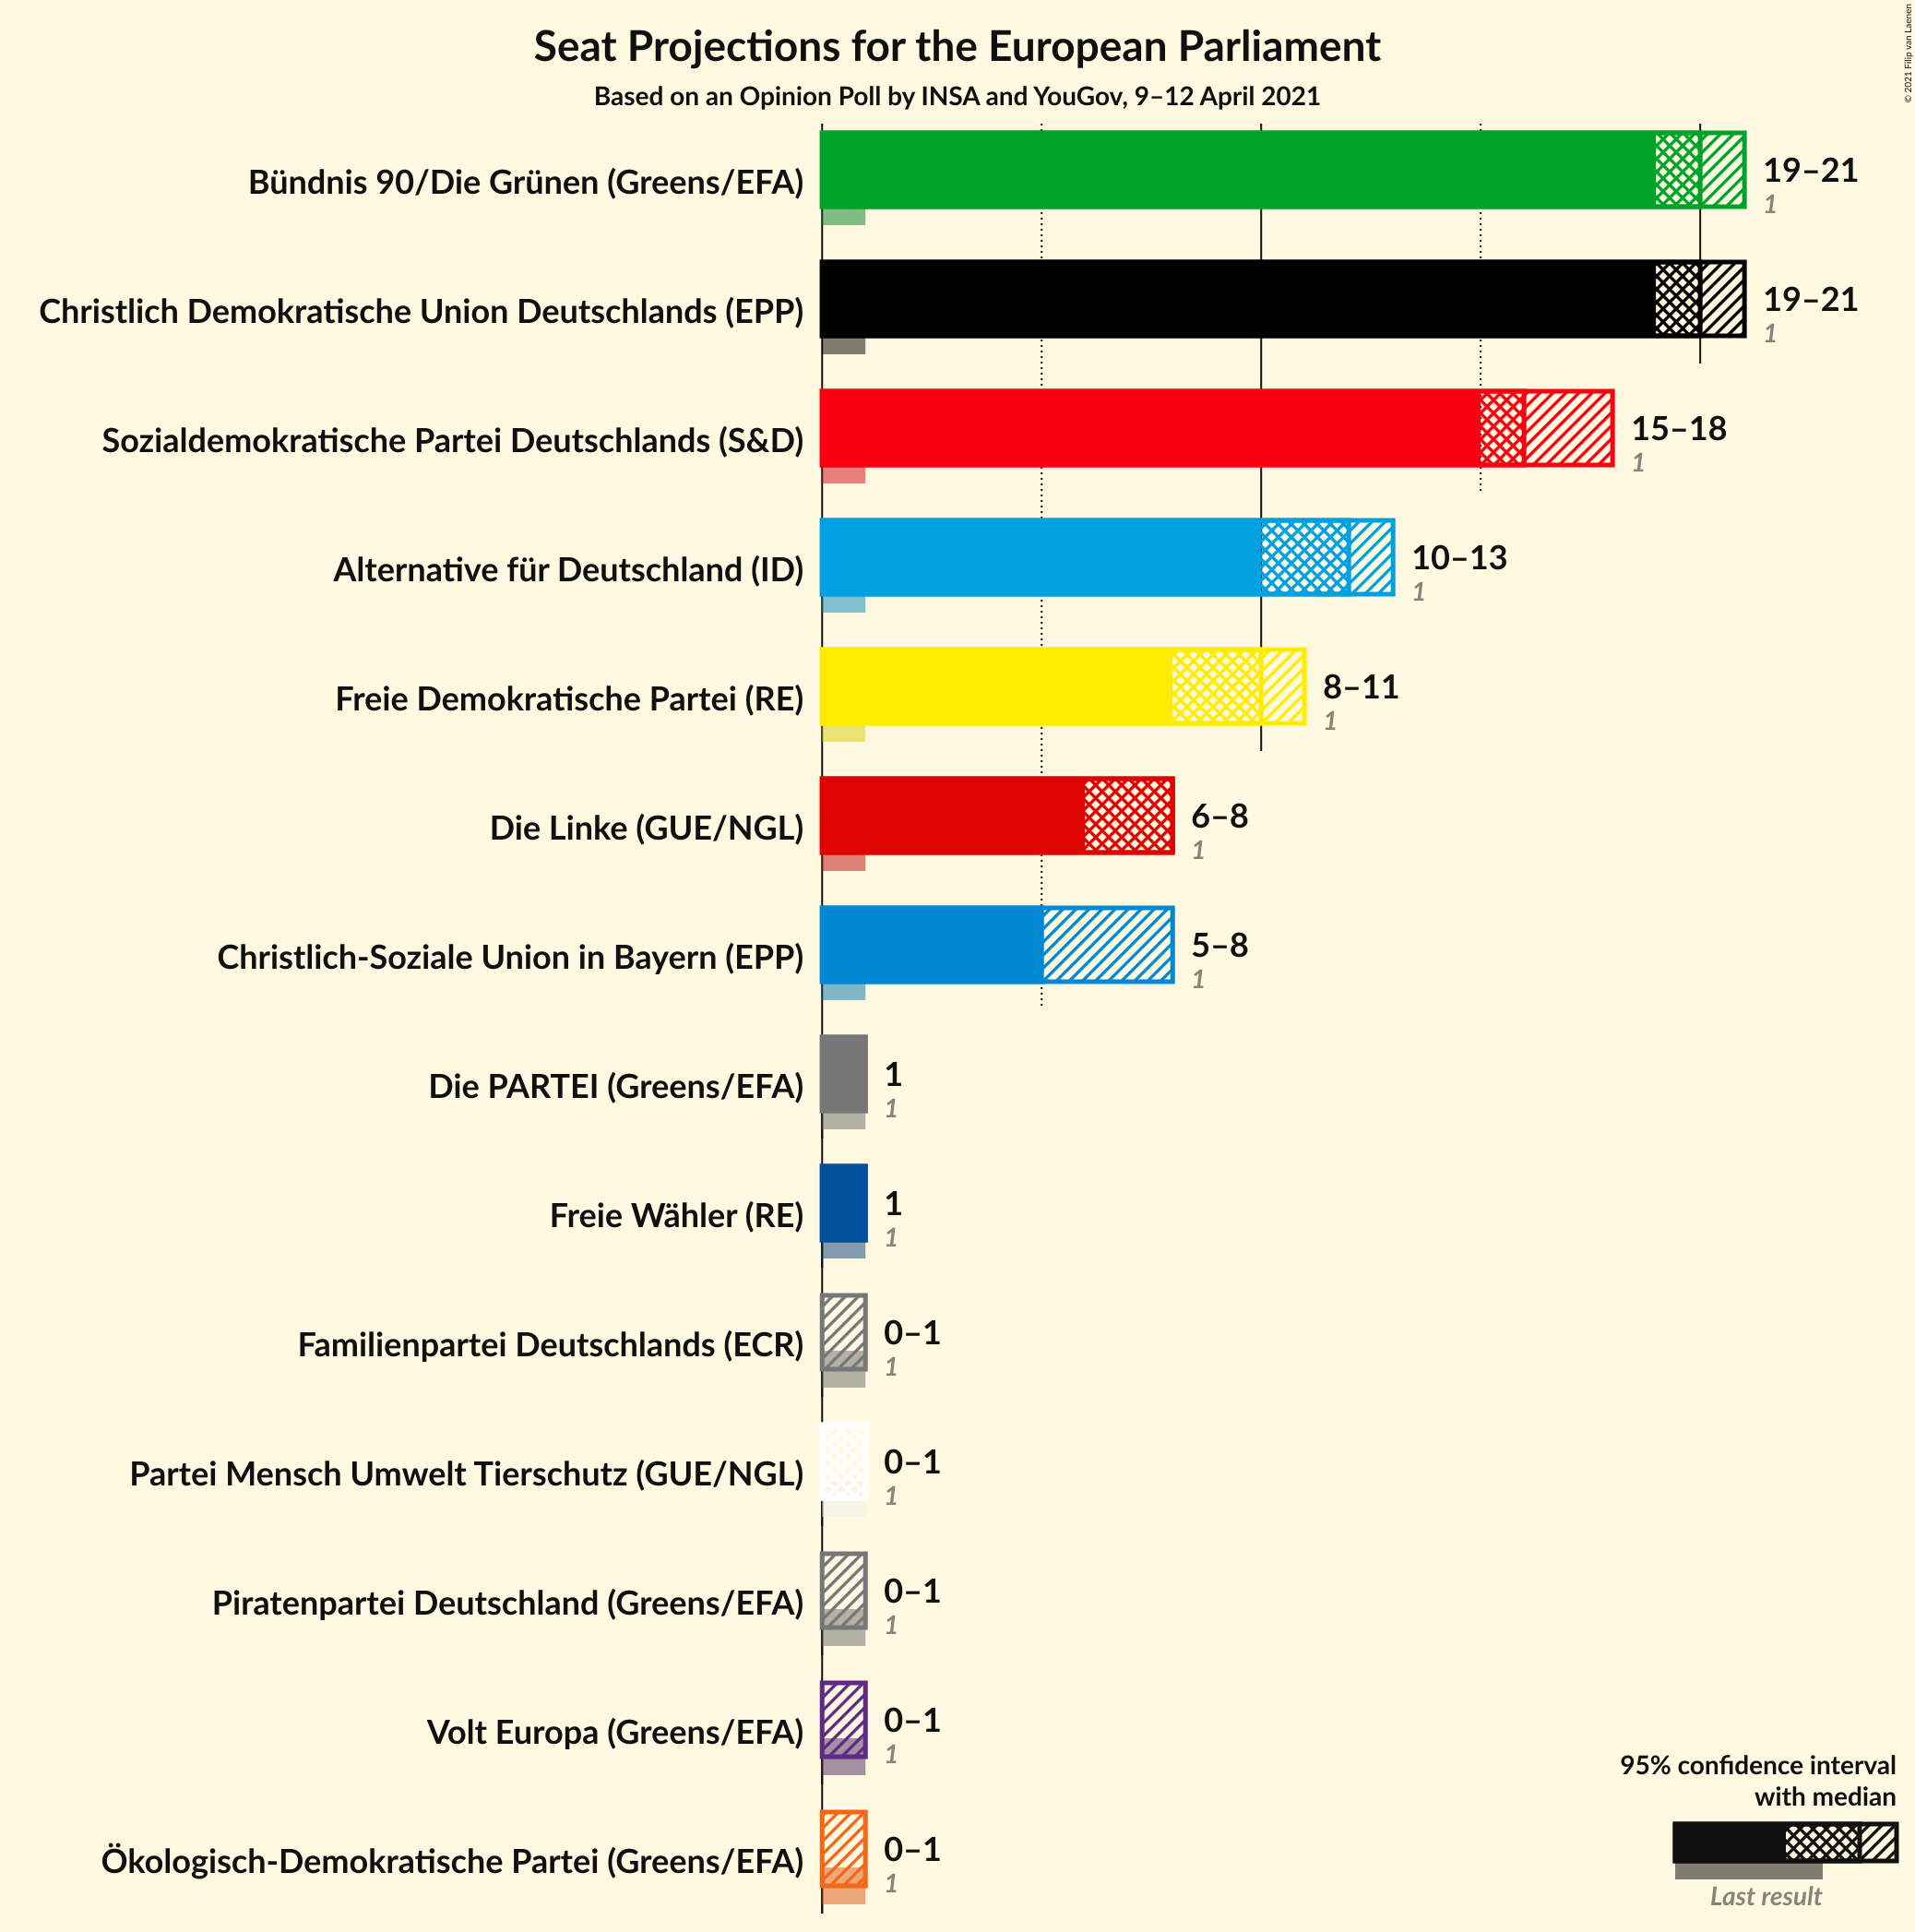 Seat Projections for the European Parliament
Based on an Opinion Poll by INSA and YouGov, 9–12 April 2021
© 2021 Filip van Laenen
Bündnis 90/Die Grünen (Greens/EFA)
19–21
1
Christlich Demokratische Union Deutschlands (EPP)
19–21
1
Sozialdemokratische Partei Deutschlands (S&D)
15–18
1
Alternative für Deutschland (ID)
10–13
1
Freie Demokratische Partei (RE)
8–11
1
Die Linke (GUE/NGL)
6–8
1
Christlich-Soziale Union in Bayern (EPP)
5–8
1
Die PARTEI (Greens/EFA)
1
1
Freie Wähler (RE)
1
1
Familienpartei Deutschlands (ECR)
0–1
1
Partei Mensch Umwelt Tierschutz (GUE/NGL)
0–1
1
Piratenpartei Deutschland (Greens/EFA)
0–1
1
Volt Europa (Greens/EFA)
0–1
1
Ökologisch-Demokratische Partei (Greens/EFA)
0–1
1
95% confidence interval
with median
Last result